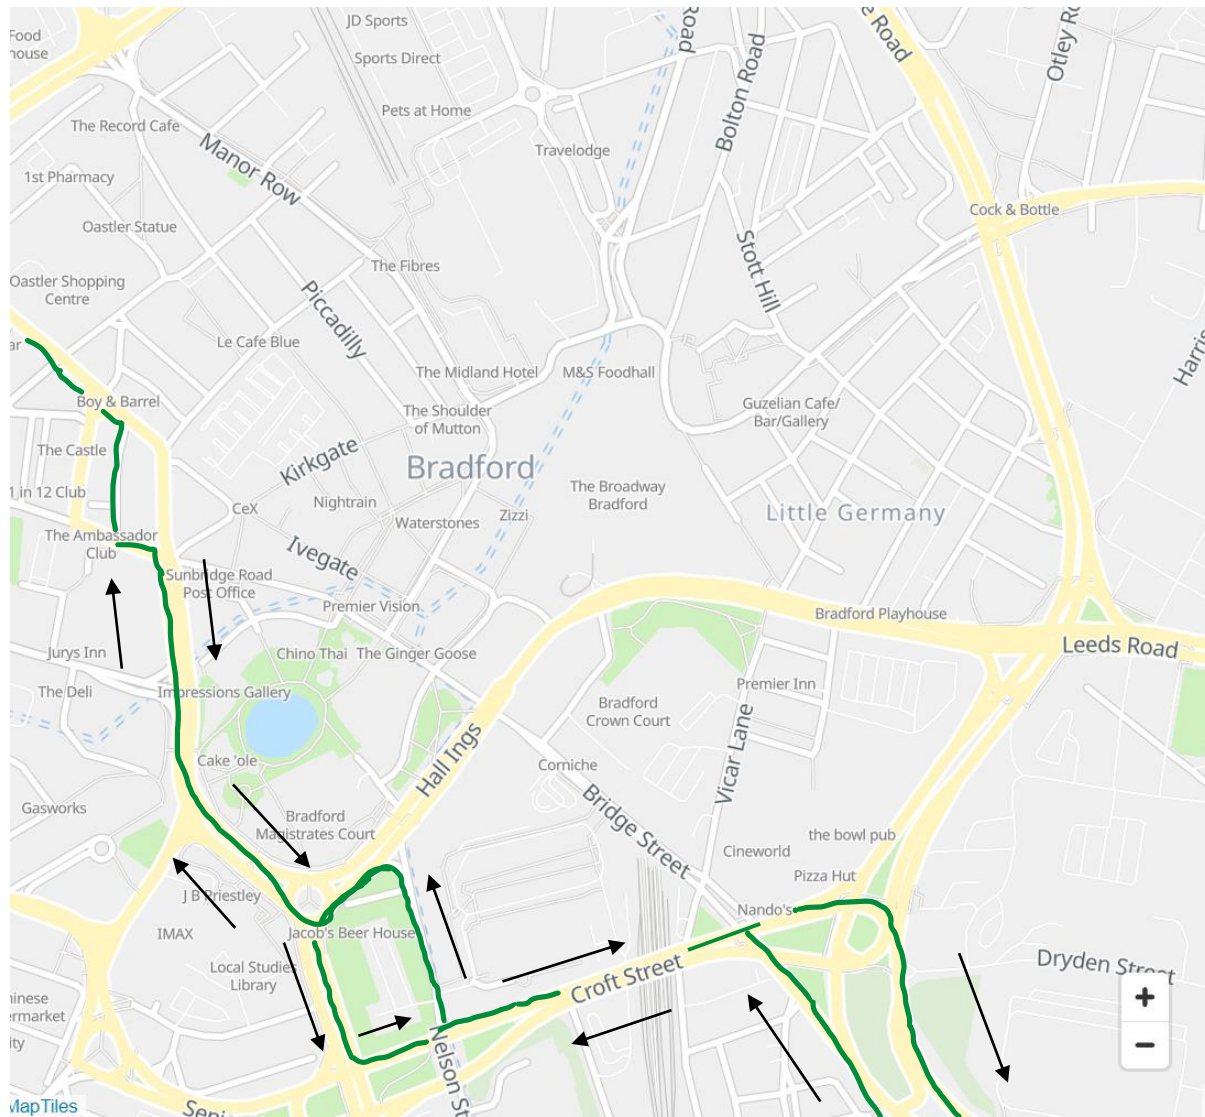 JD Sports
Road
e Road
Otley Ro
Food
house
Sports Direct
Bolton Road
Pets at Home
The Record Cafe
Manor Row
Travelodge
1st Pharmacy
Cock & Bottle
Oastler Statue
Stott Hill
The Fibres
Oastler Shopping
Centre
Piccadilly
Harris
ar
Le Cafe Blue
The Midland Hotel
M&S Foodhall
Boy & Barrel
The Shoulder
of Mutton
Guzelian Cafe/
Bar/Gallery
The Castle
Kirkgate
Bradford
1 in 12 Club
CeX
Nightrain
Waterstones
Zizzi
The Broadway
Bradford
Little Germany
The Ambassador
Club
Ivegate
Sunbridge Road
Post Office
Premier Vision
Bradford Playhouse
Leeds Road
Jurys Inn
Chino Thai
The Ginger Goose
The Deli
Impressions Gallery
Premier Inn
Bradford
Crown Court
Hall Ings
Vicar Lane
Cake 'ole
Corniche
Gasworks
Bradford
Magistrates Court
Bridge Street
the bowl pub
Cineworld
J B Priestley
Pizza Hut
Nando's
IMAX
Jacob's Beer House
Local Studies
Library
Croft Street
Dryden Street
hinese
ermarket
ity
+
−
Nelson St
MapTiles